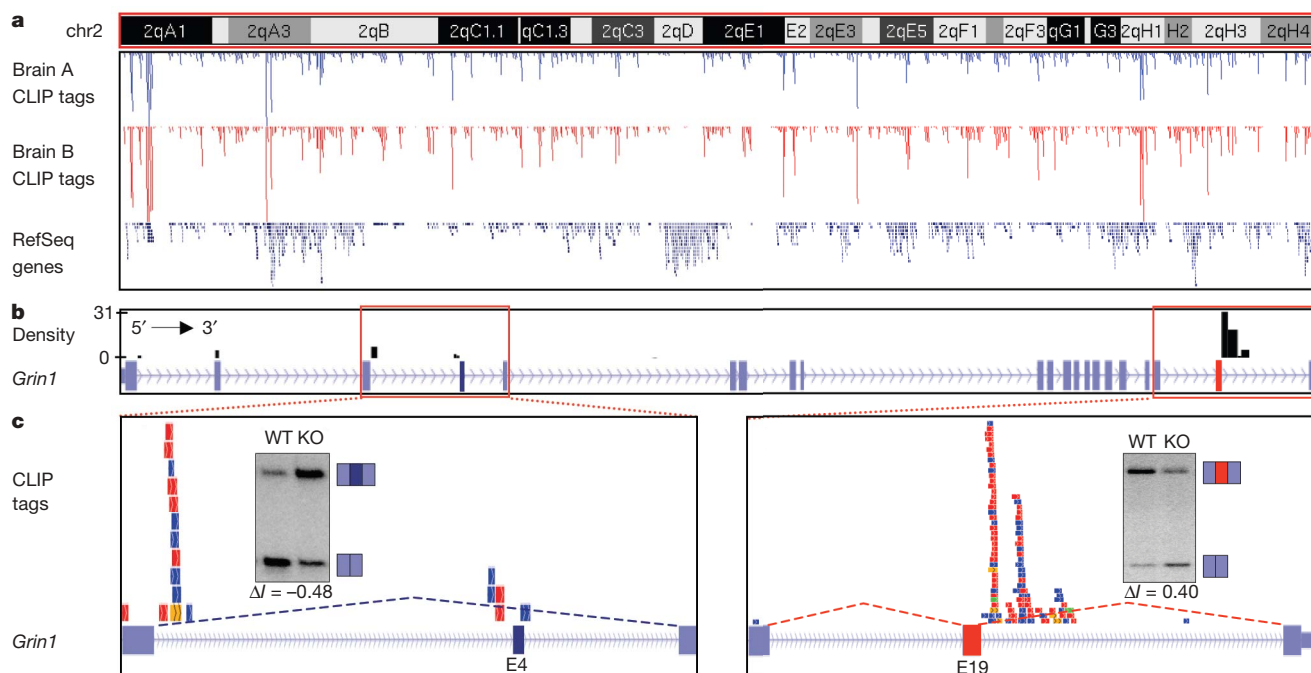 a chr2 2qA1 2qA3 2qB 2qC1.1 qC1.3 2qC3 2qD 2qE1 E2 2qE3 2qE5 2qF1 2qF3 qG1 G3 2qH1 H2 2qH3 2qH4
Brain A
CLIP tags
Brain B
CLIP tags
RefSeq
genes
b 31
Density 5′ 3′
0
Grin1
c
CLIP
tags
WT KO
ΔI = –0.48
WT KO
ΔI = 0.40
Grin1
E4
E19